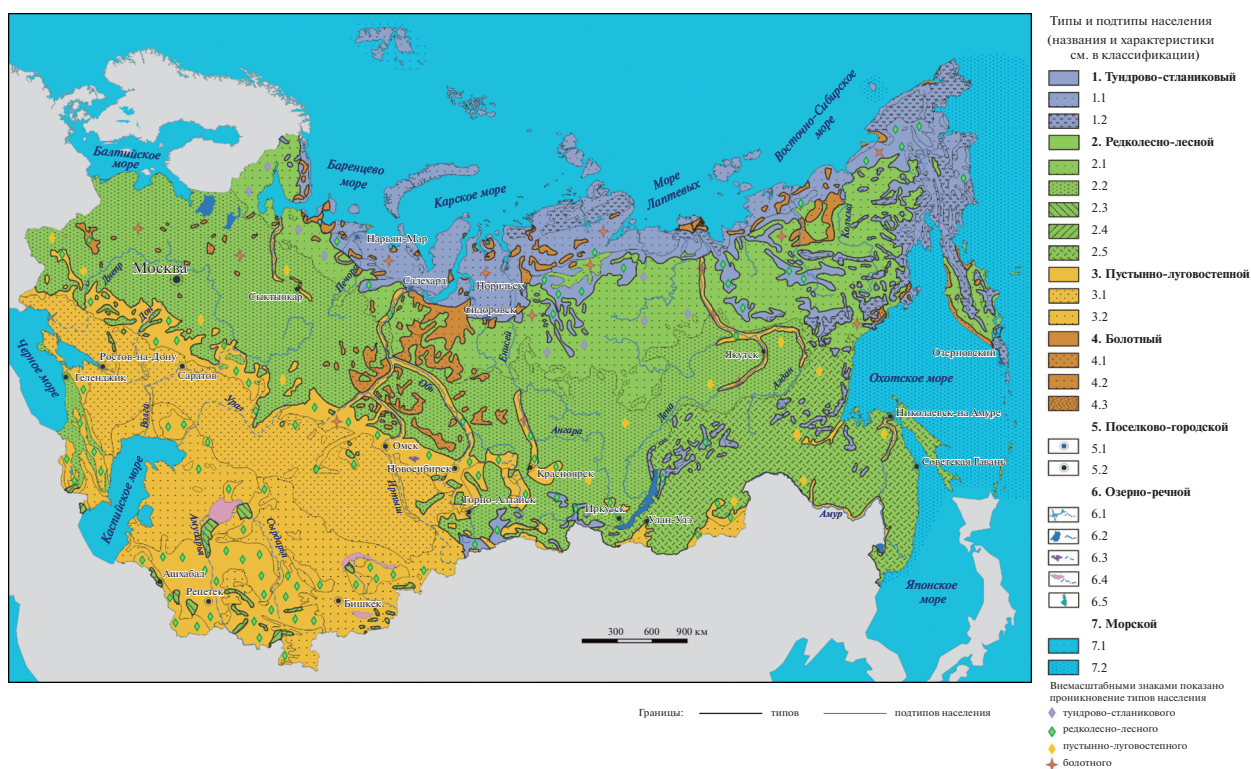 Балтийское
море
Баренцево
море
Карское море
Море
Лаптевых
Восточно-Сибирское
море
Нарьян-Мар
Салехард
Норильск
Сидоровск
Печора
Колыма
Днепр
Москва
Сыктывкар
Дон
Ростов-на-Дону
Геленджик
Саратов
Черное море
Волга
Урал
Каспийское море
Обь
Енисей
Ангара
Омск
Новосибирск
Красноярск
Иртыш
Горно-Алтайск
Иркутск
Улан-Удэ
Лена
Якутск
Алдан
Озерновский
Охотское море
Николаевск-на Амуре
Советская Гавань
Амур
Японское
море
Амударья
Сырдарья
Ашхабад
Репетек
Бишкек
300 600 900 км
Типы и подтипы населения
(названия и характеристики
см. в классификации)
1. Тундрово-стланиковый
1.1
1.2
2. Редколесно-лесной
2.1
2.2
2.3
2.4
2.5
3. Пустынно-луговостепной
3.1
3.2
4. Болотный
4.1
4.2
4.3
5. Поселково-городской
5.1
5.2
6. Озерно-речной
6.1
6.2
6.3
6.4
6.5
7. Морской
7.1
7.2
Внемасштабными знаками показано
проникновение типов населения
тундрово-стланикового
редколесно-лесного
пустынно-луговостепного
болотного
Границы: типов подтипов населения